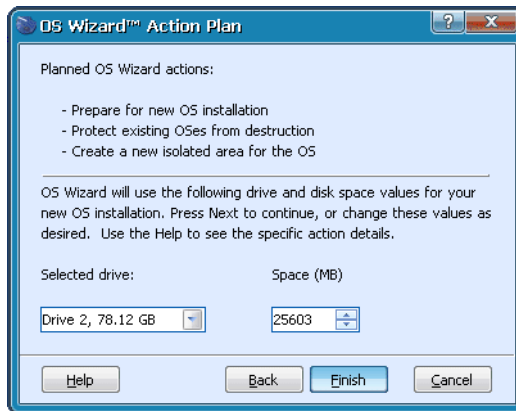 OS Wizard™ Action Plan
Planned OS Wizard actions:
- Prepare for new OS installation
- Protect existing OSes from destruction
- Create a new isolated area for the OS
OS Wizard will use the following drive and disk space values for your
new OS installation. Press Next to continue, or change these values as
desired. Use the Help to see the specific action details.
Selected drive: Space (MB)
Drive 2, 78.12 GB 25603
Help Back Finish Cancel